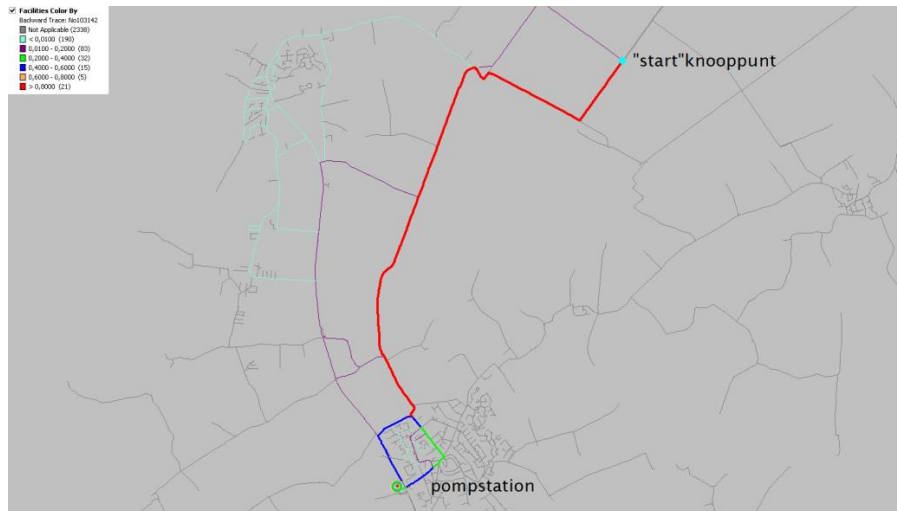 Facilities Color By
Backward Trace: No103142
Not Applicable (2338)
< 0,0100 (190)
0,0100 - 0,2000 (83)
0,2000 - 0,4000 (32)
0,4000 - 0,6000 (15)
0,6000 - 0,8000 (5)
> 0,8000 (21)
"start"knooppunt
pompstation